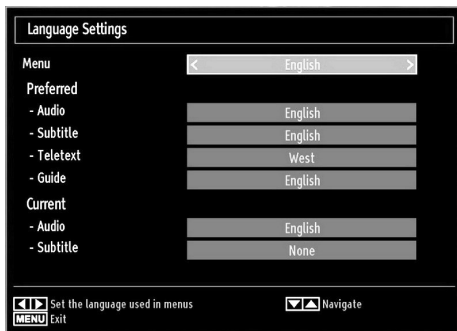 Language Settings
Menu English
Preferred
- Audio English
- Subtitle English
- Teletext West
- Guide English
Current
- Audio English
- Subtitle None
Set the language used in menus Navigate
MENU Exit